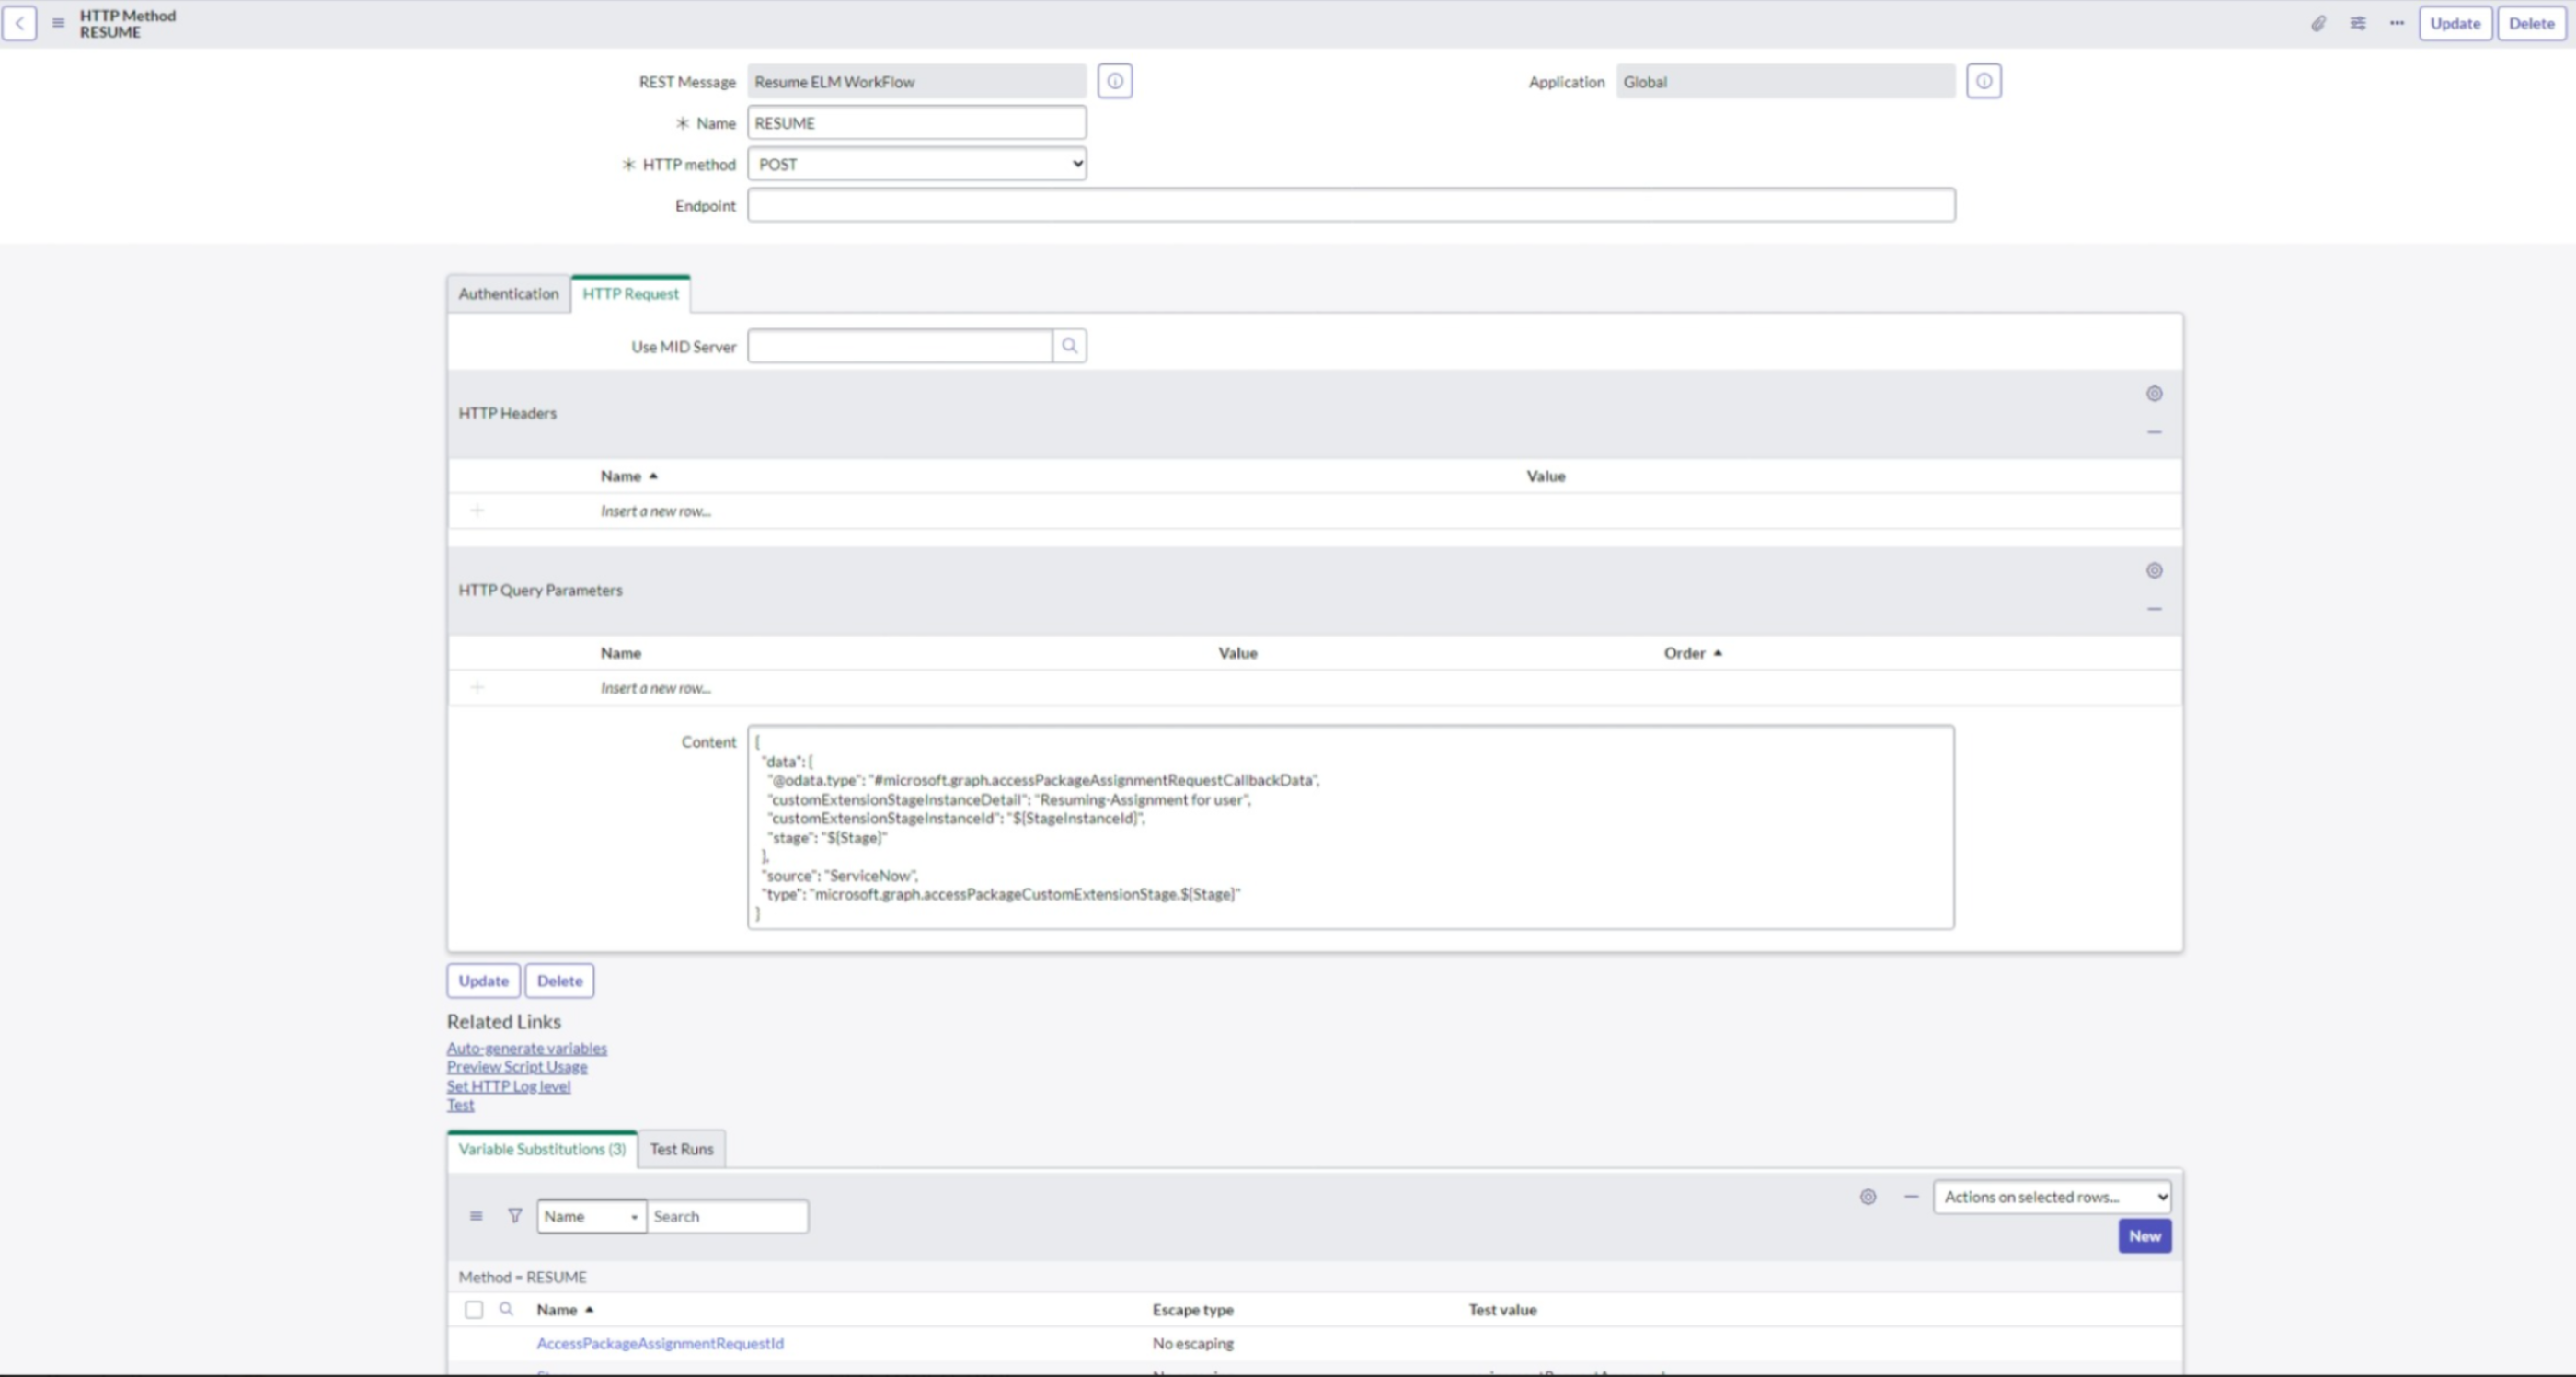 HTTP Method
RESUME
Update
Delete
REST Message
Resume ELM WorkFlow
Application
Global
Name
RESUME
HTTP method
POST
Endpoint
Authentication
HTTP Request
Use MID Server
HTTP Headers
Name
Value
Insert a new row...
HTTP Query Parameters
Name
Value
Order
Insert a new row...
Content
{
"data": {
"@odata.type": "#microsoft.graph.accessPackageAssignmentRequestCallbackData",
"customExtensionStageInstanceDetail": "Resuming-Assignment for user",
"customExtensionStageInstanceId": "${StageInstanceId}",
"stage": "${Stage}"
},
"source": "ServiceNow",
"type": "microsoft.graph.accessPackageCustomExtensionStage.${Stage}"
}
Update
Delete
Related Links
Auto-generate variables
Preview Script Usage
Set HTTP Log level
Test
Variable Substitutions (3)
Test Runs
Name
Search
Actions on selected rows...
New
Method = RESUME
Name
Escape type
Test value
AccessPackageAssignmentRequestId
No escaping